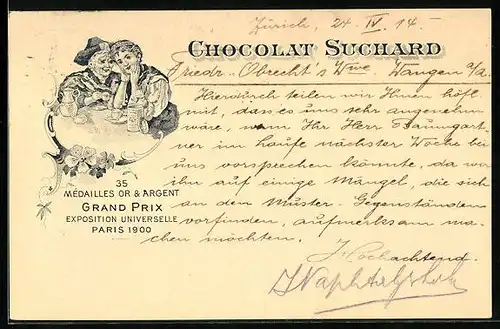 Zürich, 24. IV. 14
CHOCOLAT SUCHARD
Friedr. Obrecht's Wwe. Wangen a/A.
Hierdurch teilen wir Ihnen höfl.
mit, dass es uns sehr angenehm
wäre, wenn Ihr Herr Baumgart-
ner im Laufe nächster Woche bei
uns vorsprechen könnte, da wir
ihn auf einige Mängel, die sich
an den Muster-Gegenständen
vorfinden, aufmerksam ma-
chen möchten.
Hochachtend
35
MÉDAILLES OR & ARGENT
GRAND PRIX
EXPOSITION UNIVERSELLE
PARIS 1900